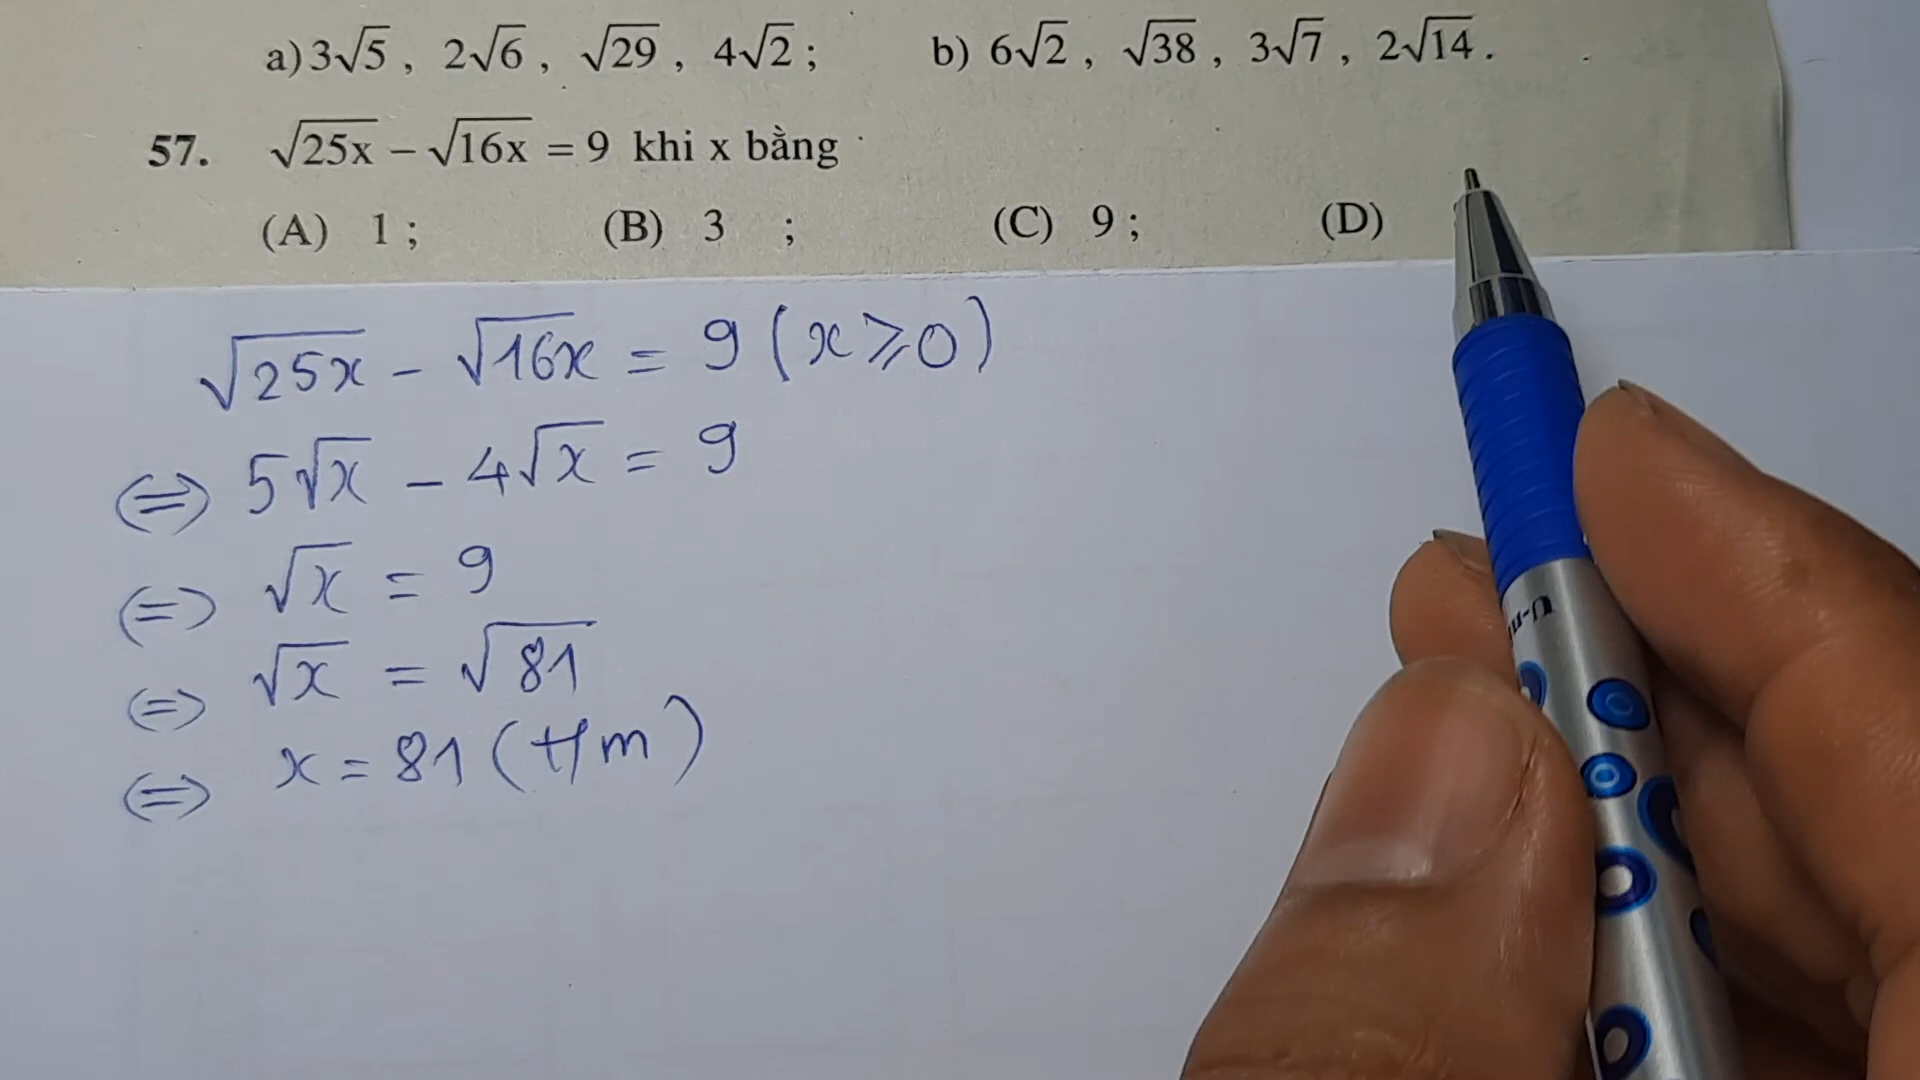 a) 3√5 , 2√6 , √29 , 4√2 ; b) 6√2 , √38 , 3√7 , 2√14 .
57. √25x − √16x = 9 khi x bằng
(A) 1 ; (B) 3 ; (C) 9 ; (D)
√25x − √16x = 9 (x ⩾ 0)
⇔ 5√x − 4√x = 9
⇔ √x = 9
⇔ √x = √81
⇔ x = 81 (t/m)